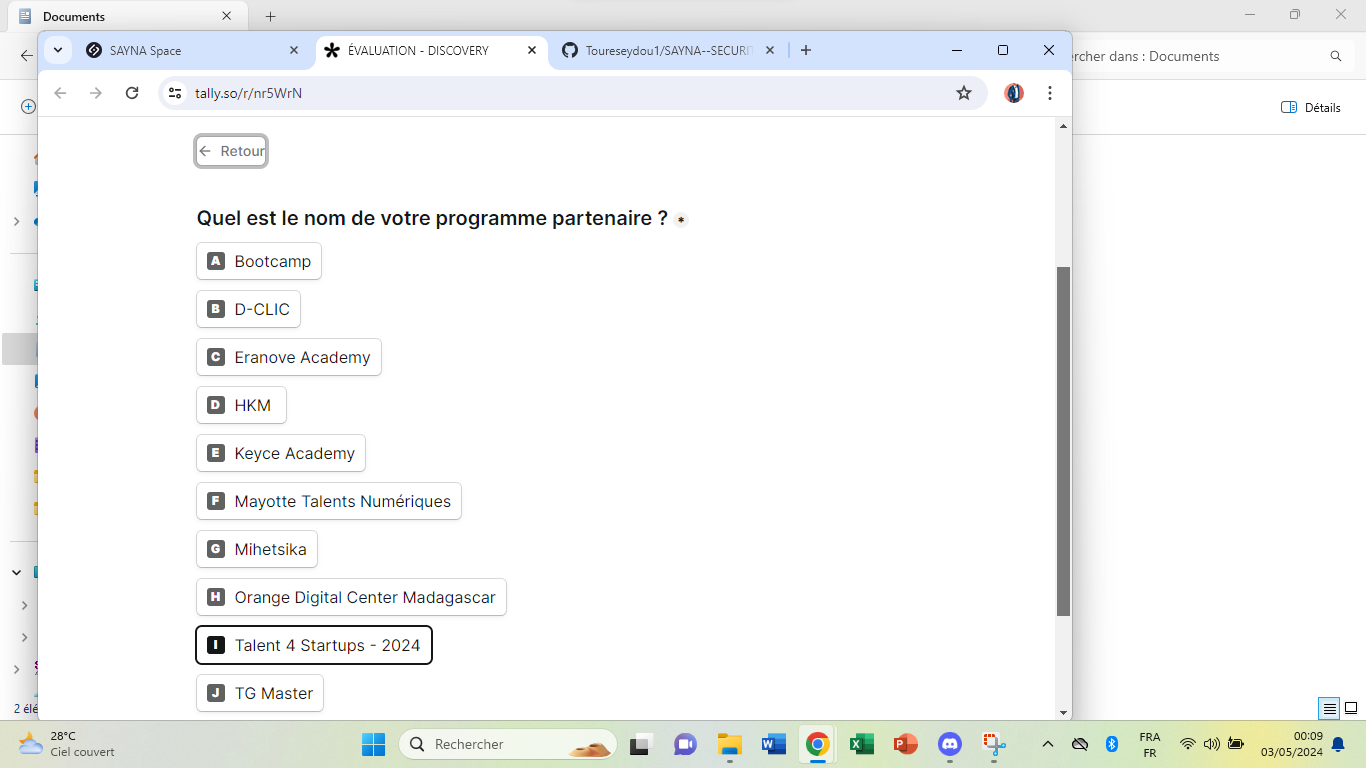 Documents
SAYNA Space
ÉVALUATION - DISCOVERY
Toureseydou1/SAYNA--SECURI
ercher dans : Documents
tally.so/r/nr5WrN
Détails
Retour
Quel est le nom de votre programme partenaire ? *
A Bootcamp
B D-CLIC
C Eranove Academy
D HKM
E Keyce Academy
F Mayotte Talents Numériques
G Mihetsika
H Orange Digital Center Madagascar
I Talent 4 Startups - 2024
J TG Master
2 élé
28°C
Ciel couvert
Rechercher
FRA
FR
00:09
03/05/2024